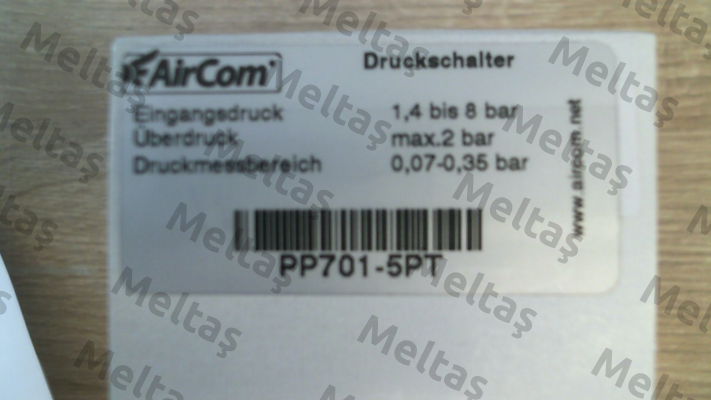 AirCom Druckschalter
Eingangsdruck 1,4 bis 8 bar
Überdruck max.2 bar
Druckmessbereich 0,07-0,35 bar
www.aircom.net
PP701-5PT
Meltaş